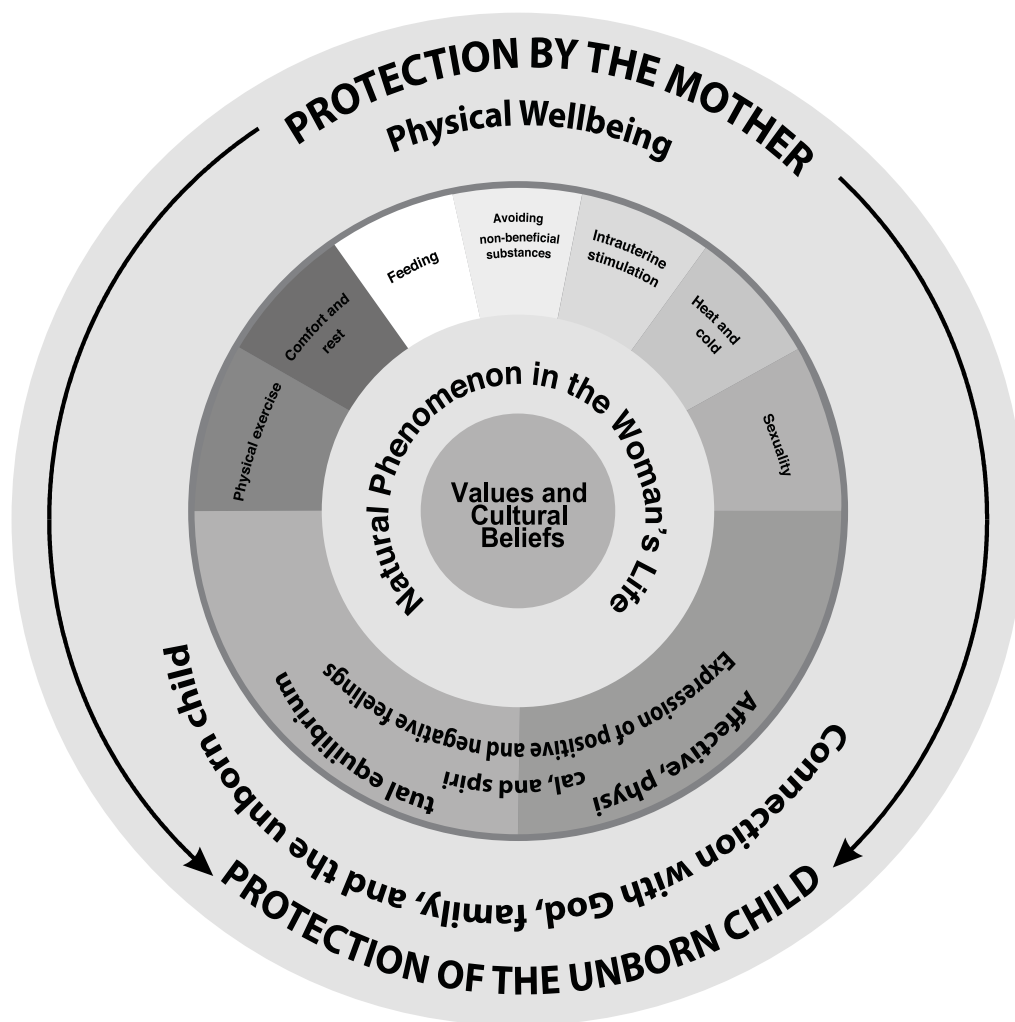 PROTECTION BY THE MOTHER
Physical Wellbeing
Physical exercise
Comfort and
rest
Feeding
Avoiding
non-beneficial
substances
Intrauterine
stimulation
Heat and
cold
Sexuality
Natural Phenomenon in the Woman's Life
Values and
Cultural
Beliefs
Expression of positive and negative feelings
Affective, physi
cal, and spiri
tual equilibrium
Connection with God, family, and the unborn child
PROTECTION OF THE UNBORN CHILD